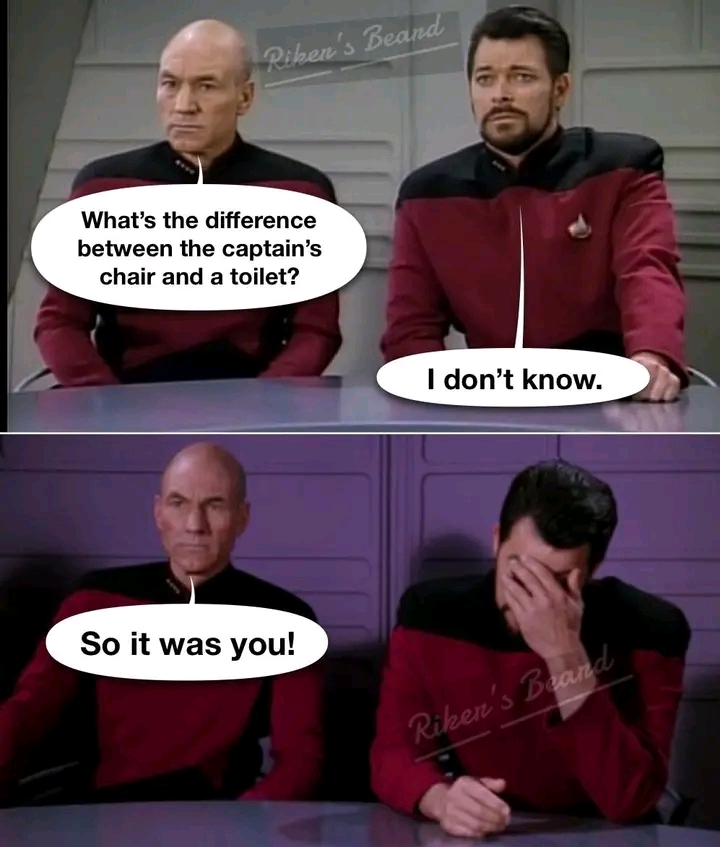 Riker's Beard
What's the difference
between the captain's
chair and a toilet?
I don't know.
So it was you!
Riker's Beard